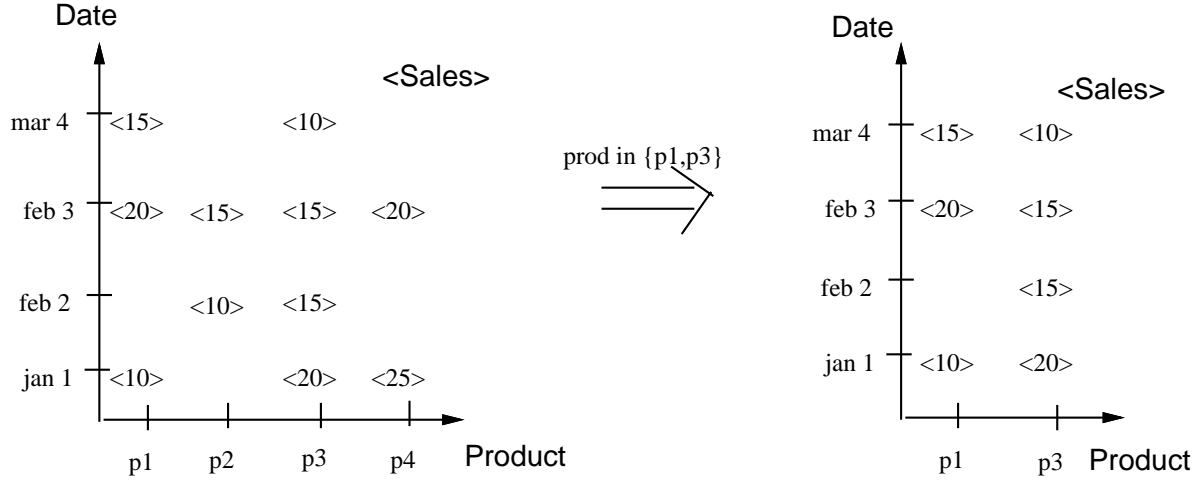 Date
<Sales>
mar 4 <15> <10>
feb 3 <20> <15> <15> <20>
feb 2 <10> <15>
jan 1 <10> <20> <25>
p1 p2 p3 p4 Product
prod in {p1,p3}
Date
<Sales>
mar 4 <15> <10>
feb 3 <20> <15>
feb 2 <15>
jan 1 <10> <20>
p1 p3 Product